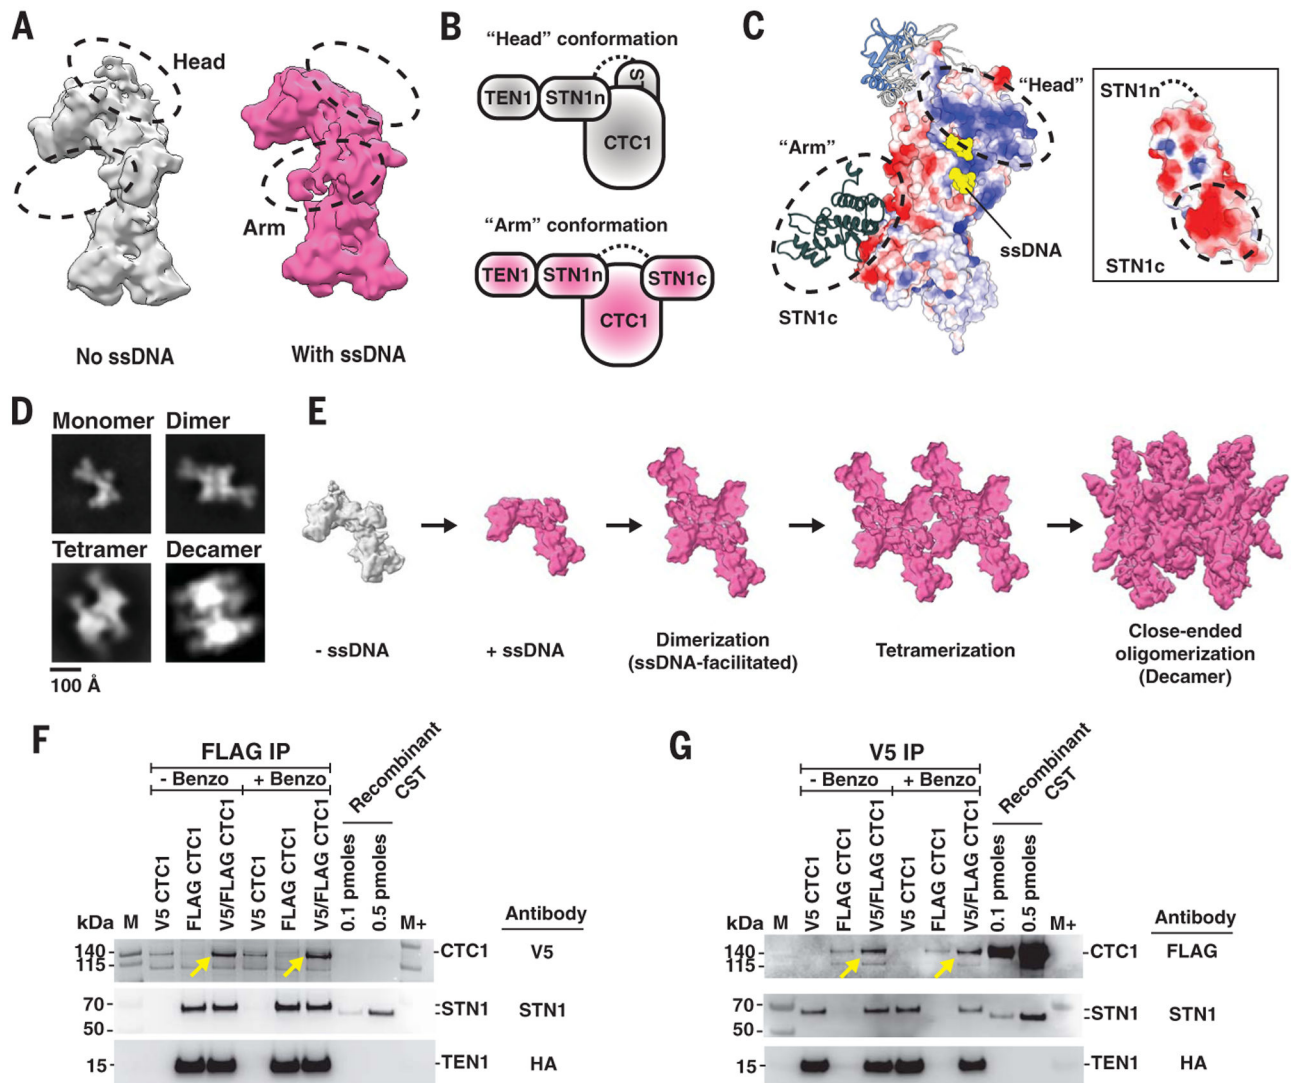 A
Head
Arm
No ssDNA
With ssDNA
B
“Head” conformation
TEN1
STN1n
CTC1
“Arm” conformation
TEN1
STN1n
STN1c
CTC1
C
“Head”
“Arm”
ssDNA
STN1c
STN1n
STN1c
D
Monomer
Dimer
Tetramer
Decamer
100 Å
E
- ssDNA
+ ssDNA
Dimerization
(ssDNA-facilitated)
Tetramerization
Close-ended
oligomerization
(Decamer)
F
FLAG IP
- Benzo
+ Benzo
Recombinant
CST
kDa
M
V5 CTC1
FLAG CTC1
V5/FLAG CTC1
V5 CTC1
FLAG CTC1
V5/FLAG CTC1
0.1 pmoles
0.5 pmoles
M+
Antibody
140
115
CTC1
V5
70
50
STN1
STN1
15
TEN1
HA
G
V5 IP
- Benzo
+ Benzo
Recombinant
CST
kDa
M
V5 CTC1
FLAG CTC1
V5/FLAG CTC1
V5 CTC1
FLAG CTC1
V5/FLAG CTC1
0.1 pmoles
0.5 pmoles
M+
Antibody
140
115
CTC1
FLAG
70
50
STN1
STN1
15
TEN1
HA